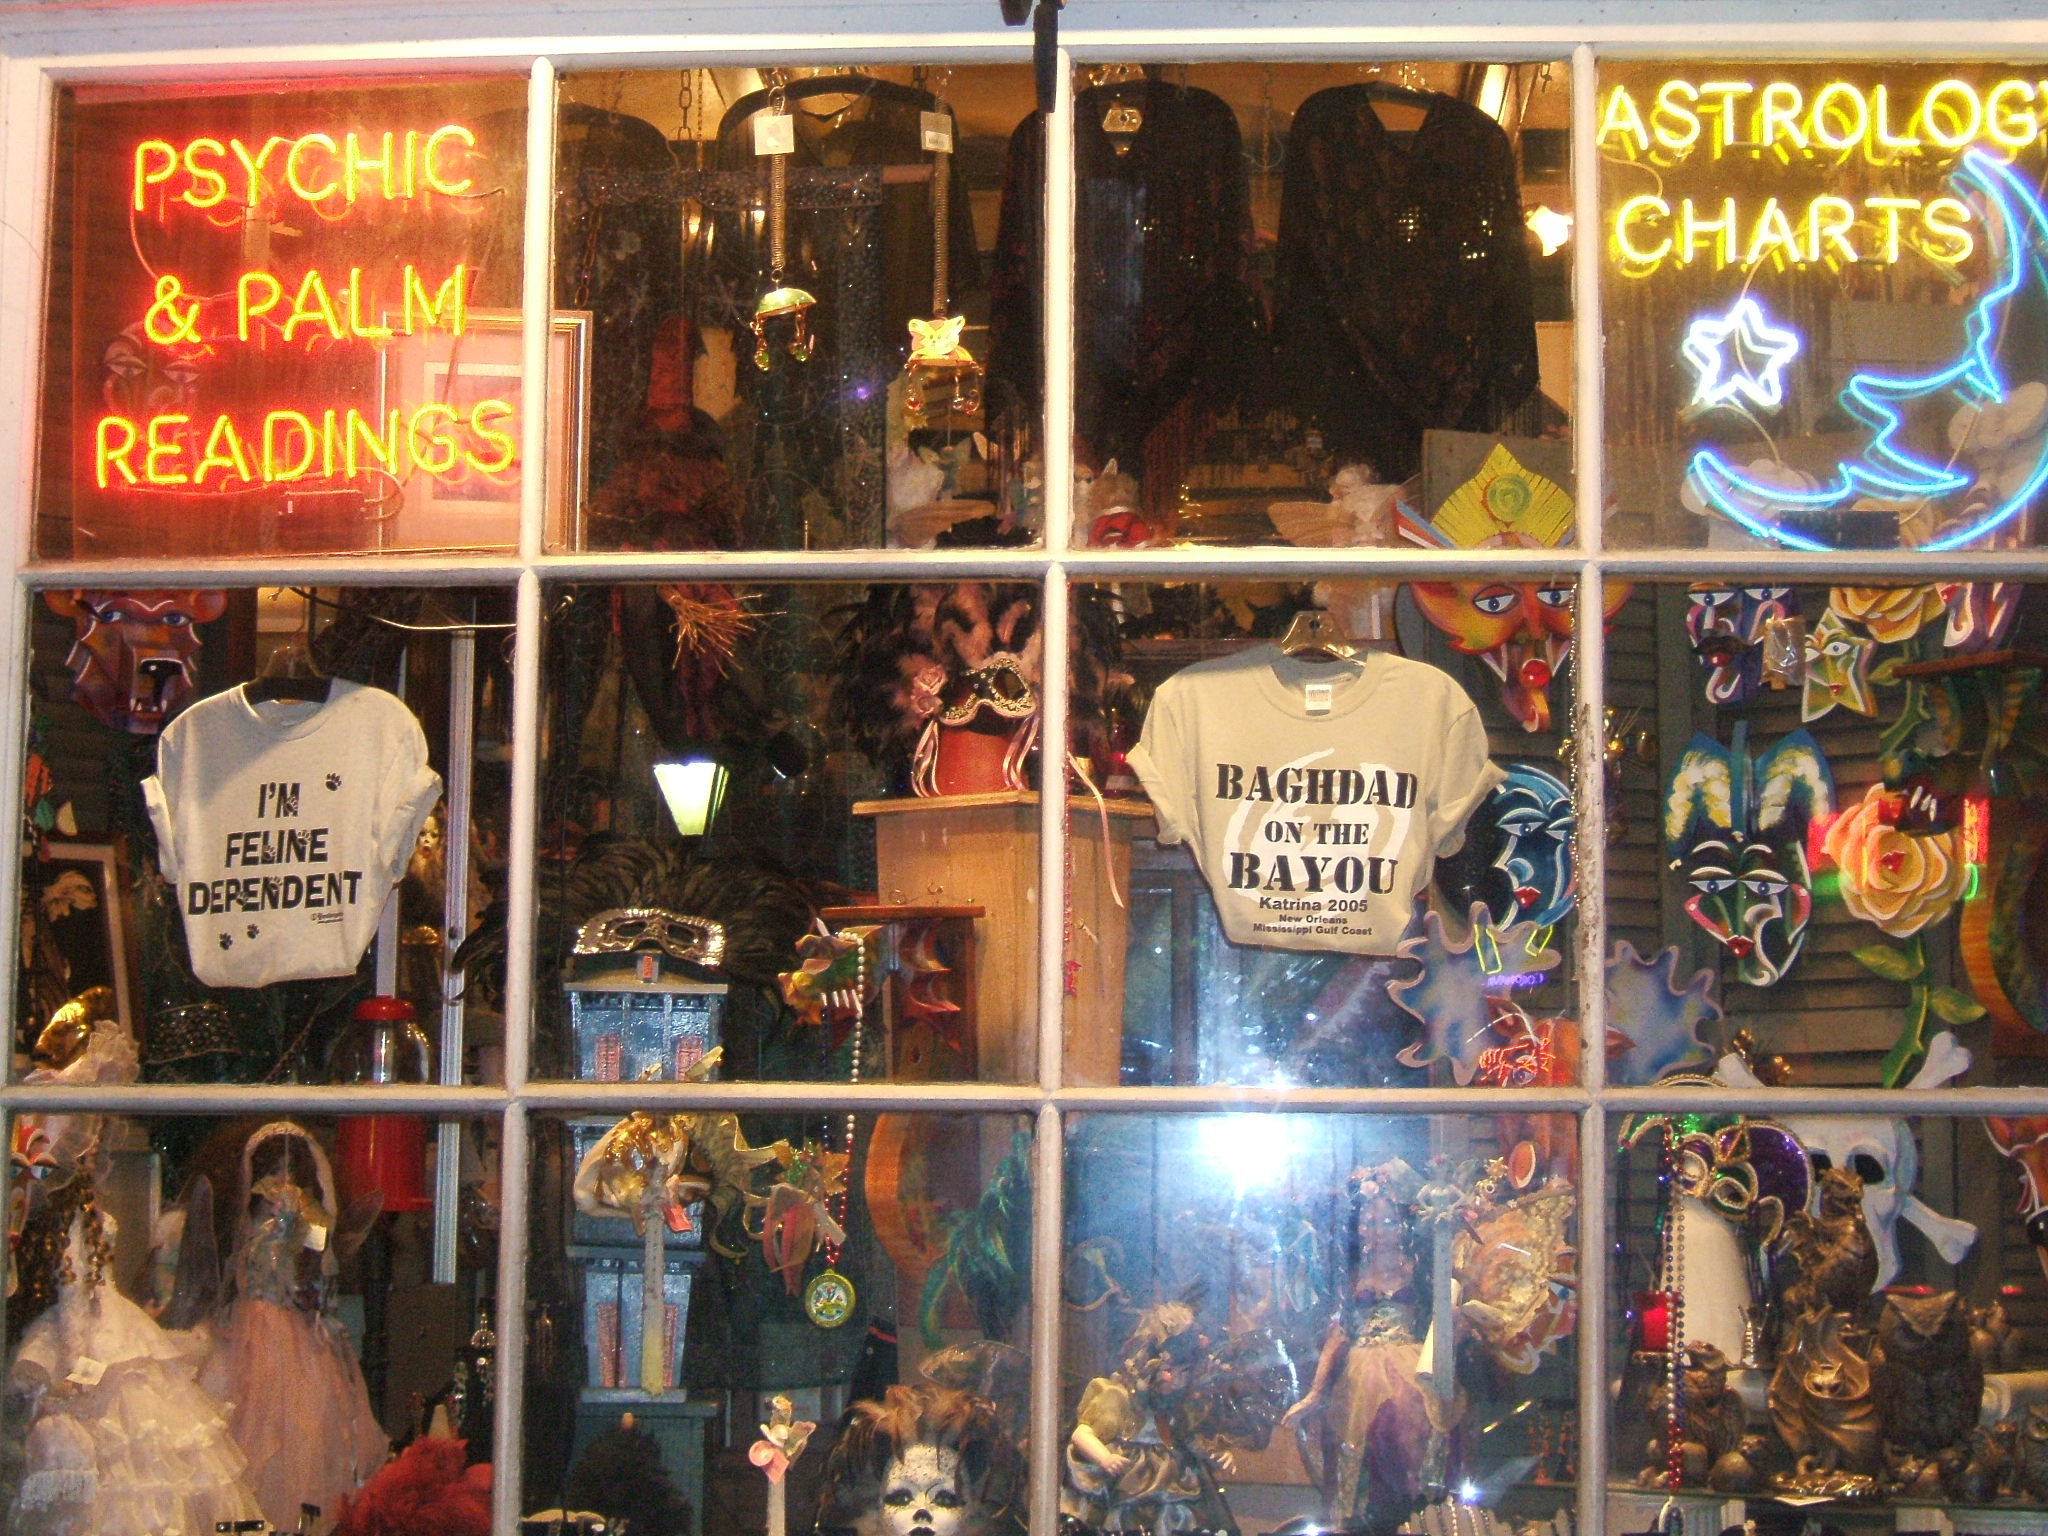 PSYCHIC
& PALM
READINGS
ASTROLOGY
CHARTS
I'M
FELINE
DEPENDENT
BAGHDAD
ON THE
BAYOU
Katrina 2005
New Orleans
Mississippi Gulf Coast